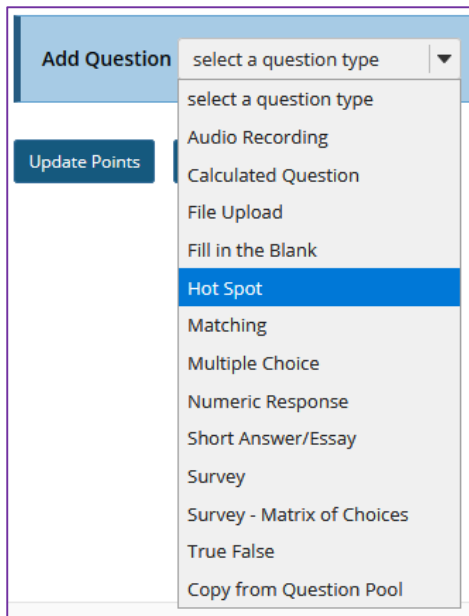 Add Question select a question type
select a question type
Audio Recording
Update Points
Calculated Question
File Upload
Fill in the Blank
Hot Spot
Matching
Multiple Choice
Numeric Response
Short Answer/Essay
Survey
Survey - Matrix of Choices
True False
Copy from Question Pool